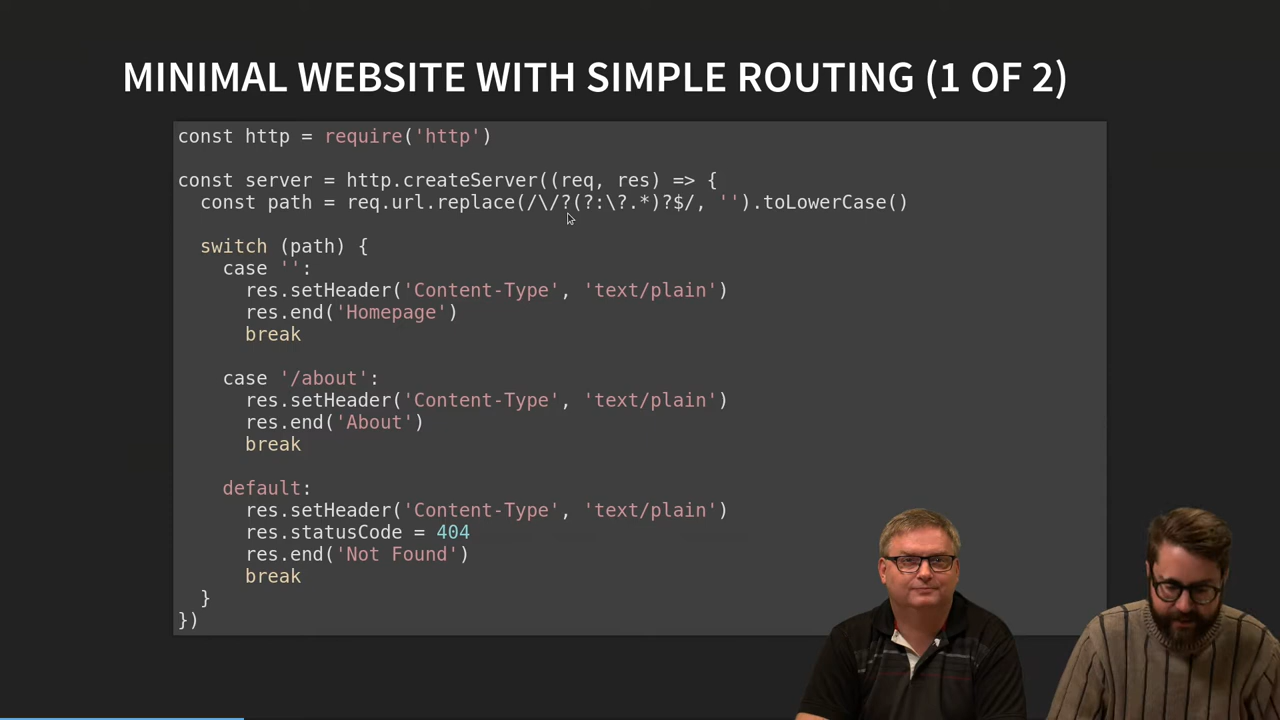 MINIMAL WEBSITE WITH SIMPLE ROUTING (1 OF 2)
const http = require('http')
const server = http.createServer((req, res) => {
const path = req.url.replace(/\/?(?:\?.*)?$/, '').toLowerCase()
switch (path) {
case '':
res.setHeader('Content-Type', 'text/plain')
res.end('Homepage')
break
case '/about':
res.setHeader('Content-Type', 'text/plain')
res.end('About')
break
default:
res.setHeader('Content-Type', 'text/plain')
res.statusCode = 404
res.end('Not Found')
break
}
})